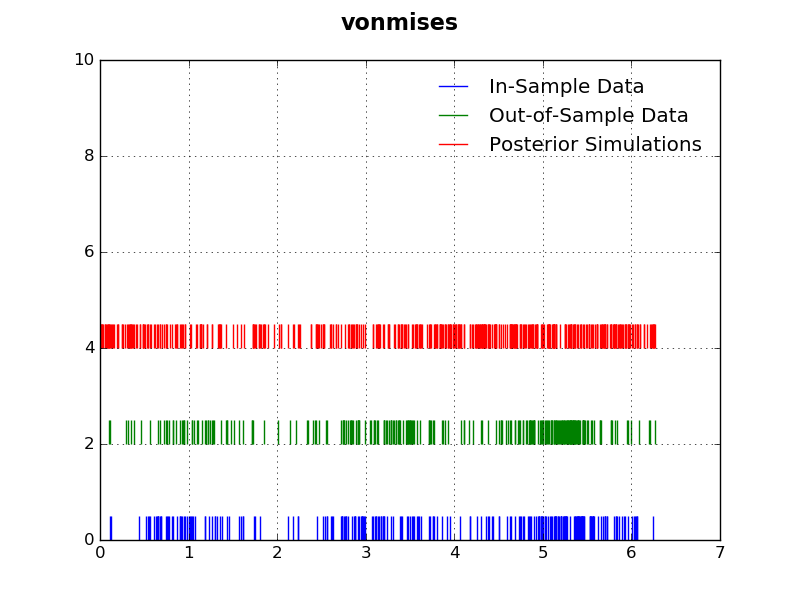 vonmises
10
8
6
4
2
0
In-Sample Data
Out-of-Sample Data
Posterior Simulations
0 1 2 3 4 5 6 7